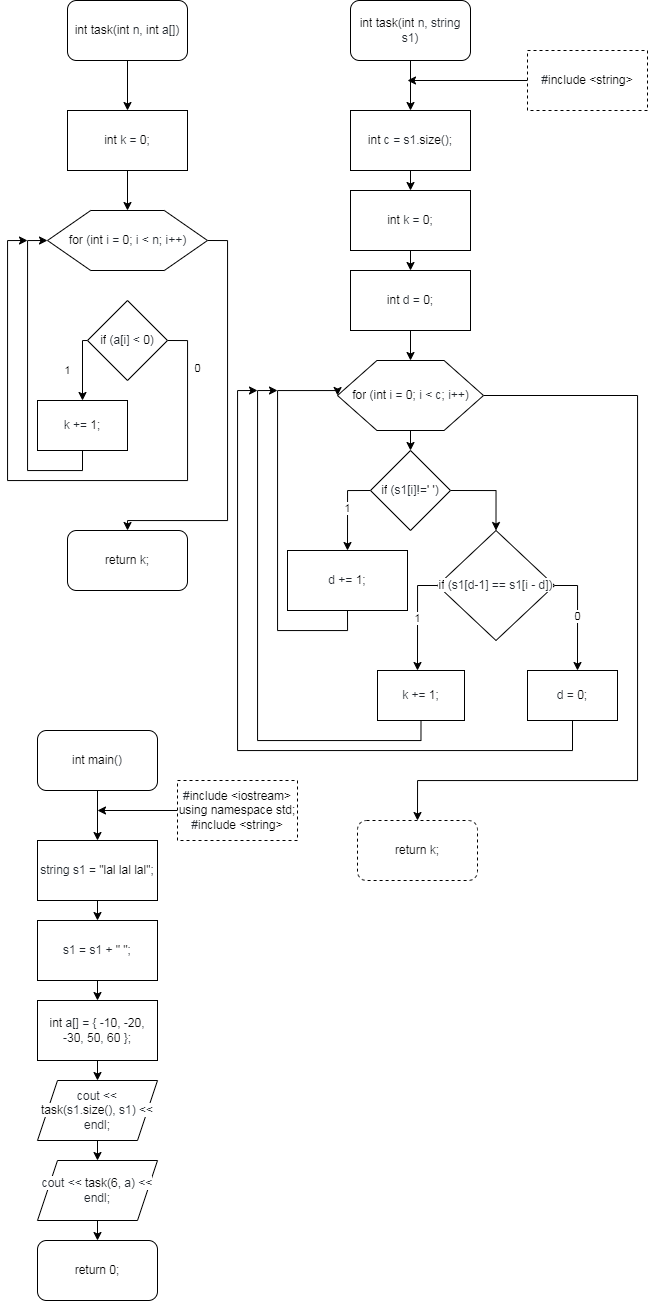 int task(int n, int a[])
int k = 0;
for (int i = 0; i < n; i++)
if (a[i] < 0)
1
0
k += 1;
return k;
int task(int n, string
s1)
#include <string>
int c = s1.size();
int k = 0;
int d = 0;
for (int i = 0; i < c; i++)
if (s1[i]!=' ')
1
d += 1;
if (s1[d-1] == s1[i - d])
1
0
k += 1;
d = 0;
return k;
int main()
#include <iostream>
using namespace std;
#include <string>
string s1 = "lal lal lal";
s1 = s1 + " ";
int a[] = { -10, -20,
-30, 50, 60 };
cout <<
task(s1.size(), s1) <<
endl;
cout << task(6, a) <<
endl;
return 0;